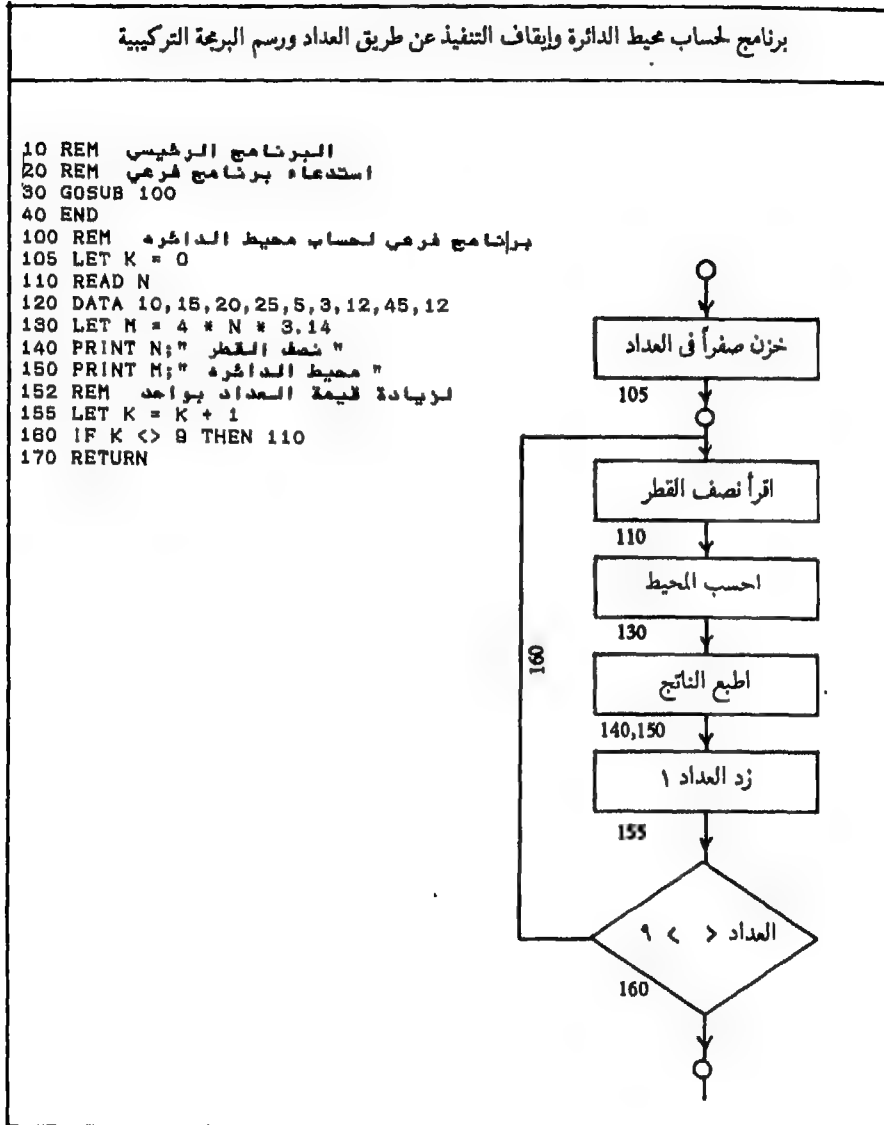 برنامج لحساب محيط الدائرة وإيقاف التنفيذ عن طريق العداد ورسم البرمجة التركيبية
10 REM البرنامج الرئيسي
20 REM استدعاء برنامج فرعي
30 GOSUB 100
40 END
100 REM برنامج فرعي لحساب محيط الدائره
105 LET K = 0
110 READ N
120 DATA 10,15,20,25,5,3,12,45,12
130 LET M = 4 * N * 3.14
140 PRINT N;" نصف القطر "
150 PRINT M;" محيط الدائره "
152 REM لزيادة قيمة العداد بواحد
155 LET K = K + 1
160 IF K <> 9 THEN 110
170 RETURN
خزن صفراً فى العداد
105
اقرأ نصف القطر
110
احسب المحيط
130
160
اطبع الناتج
140,150
زد العداد ١
155
العداد < > ٩
160